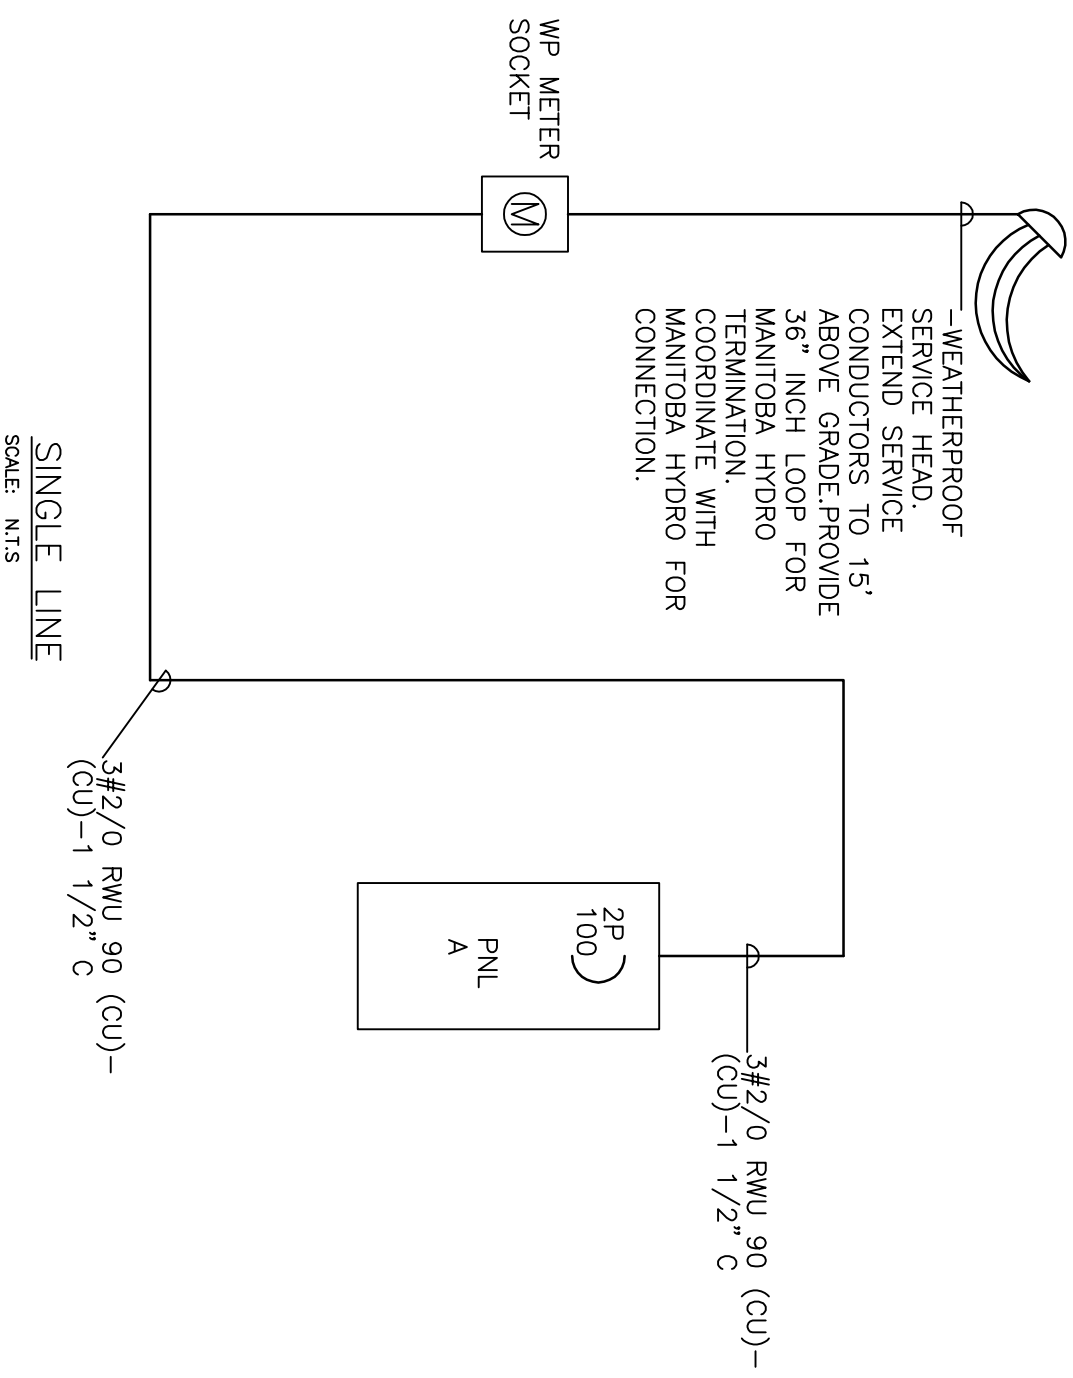 WP METER
SOCKET
-WEATHERPROOF
SERVICE HEAD.
EXTEND SERVICE
CONDUCTORS TO 15'
ABOVE GRADE.PROVIDE
36" INCH LOOP FOR
MANITOBA HYDRO
TERMINATION.
COORDINATE WITH
MANITOBA HYDRO FOR
CONNECTION.
M
3#2/0 RWU 90 (CU)-
(CU)-1 1/2" C
2P
100
PNL
A
3#2/0 RWU 90 (CU)-
(CU)-1 1/2" C
SINGLE LINE
SCALE: N.T.S